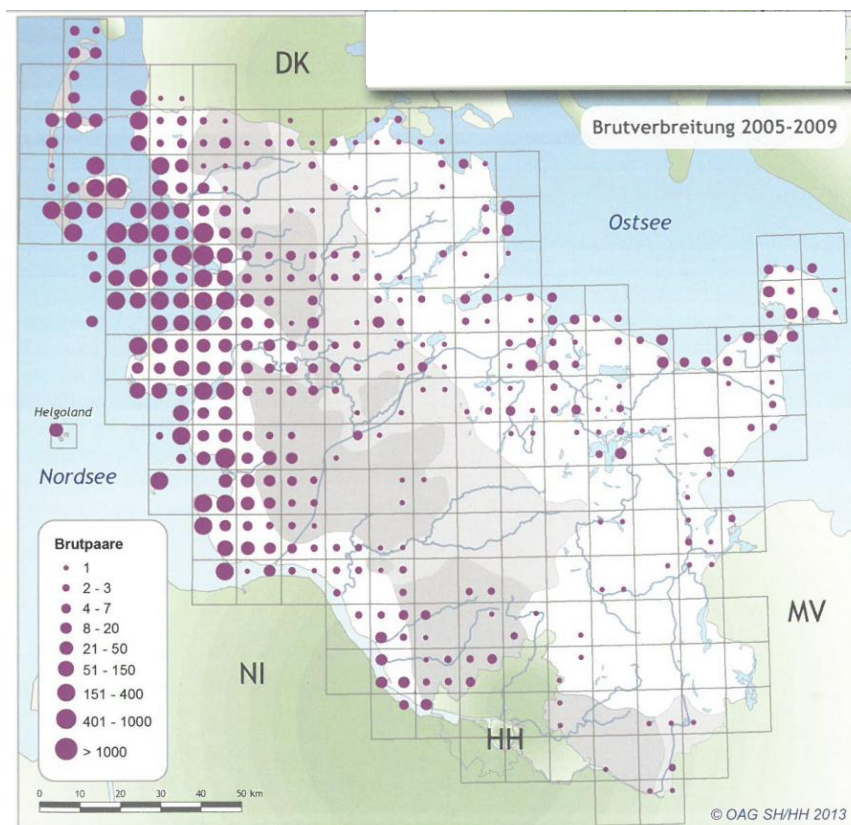 DK
Brutverbreitung 2005-2009
Ostsee
Helgoland
Nordsee
Brutpaare
1
2 - 3
4 - 7
8 - 20
21 - 50
51 - 150
151 - 400
401 - 1000
> 1000
NI
MV
HH
0 10 20 30 40 50 km
© OAG SH/HH 2013